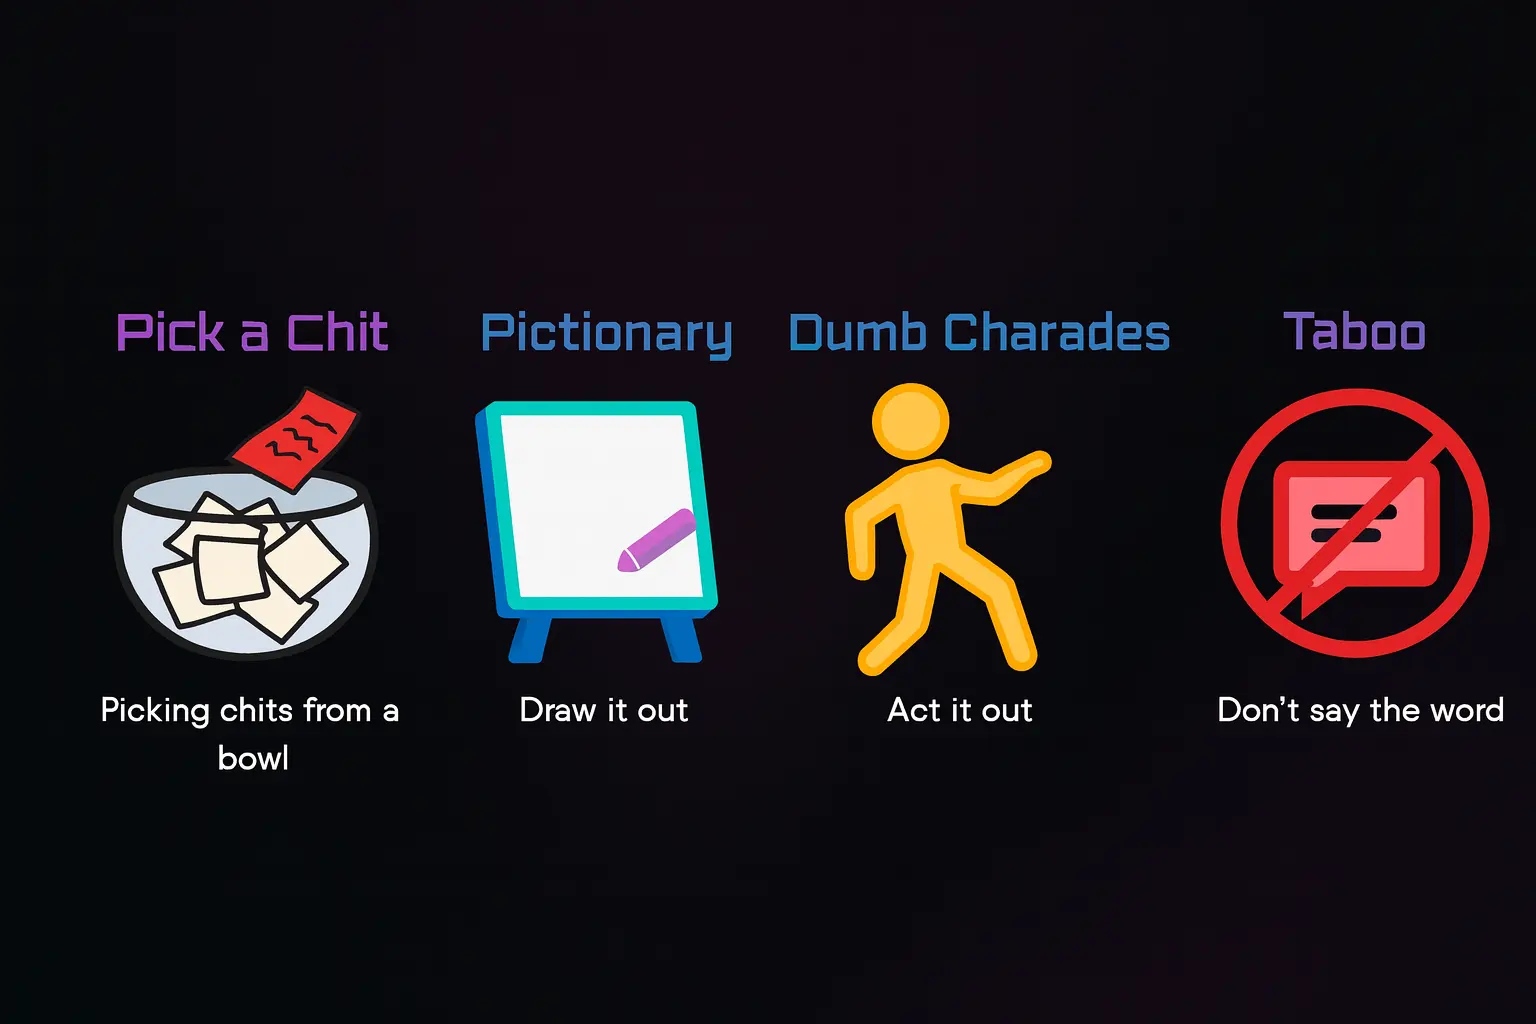 Pick a Chit
Pictionary
Dumb Charades
Taboo
Picking chits from a
bowl
Draw it out
Act it out
Don't say the word